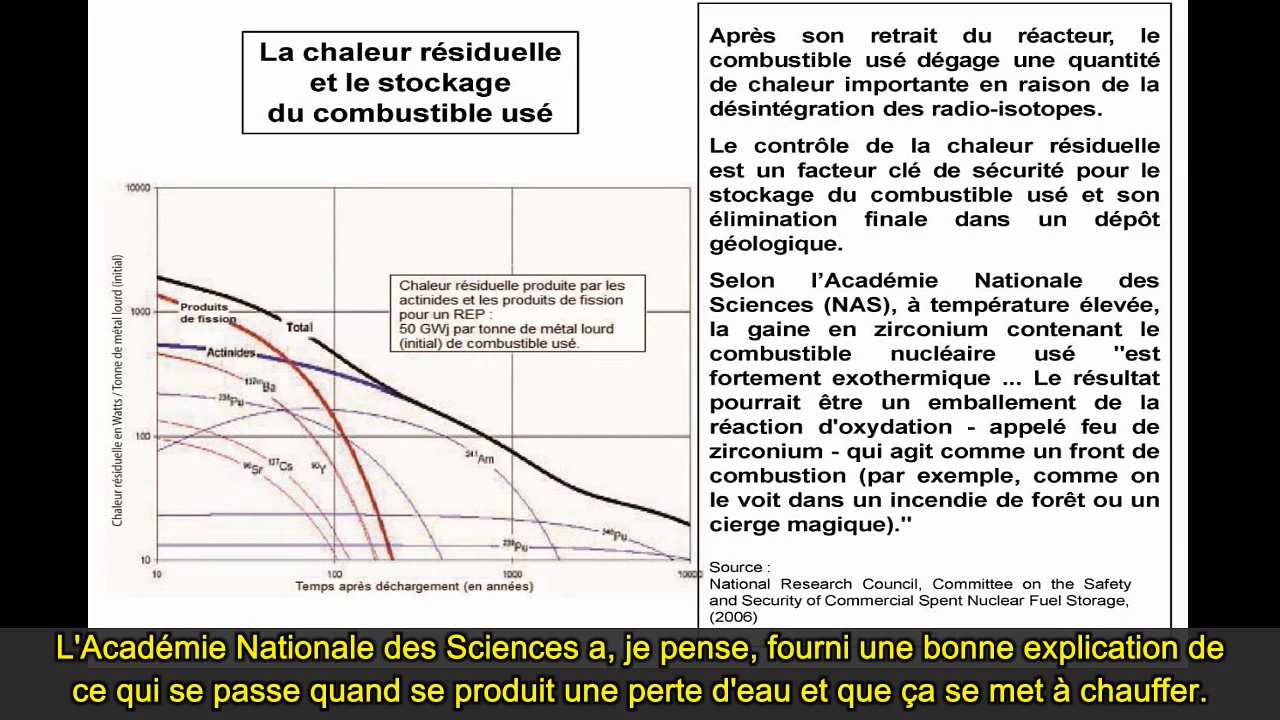 La chaleur résiduelle
et le stockage
du combustible usé
Après son retrait du réacteur, le
combustible usé dégage une quantité
de chaleur importante en raison de la
désintégration des radio-isotopes.
Le contrôle de la chaleur résiduelle
est un facteur clé de sécurité pour le
stockage du combustible usé et son
élimination finale dans un dépôt
géologique.
Selon l'Académie Nationale des
Sciences (NAS), à température élevée,
la gaine en zirconium contenant le
combustible nucléaire usé "est
fortement exothermique ... Le résultat
pourrait être un emballement de la
réaction d'oxydation - appelé feu de
zirconium - qui agit comme un front de
combustion (par exemple, comme on
le voit dans un incendie de forêt ou un
cierge magique)."
Source :
National Research Council, Committee on the Safety
and Security of Commercial Spent Nuclear Fuel Storage,
(2006)
Chaleur résiduelle en Watts / Tonne de métal lourd (initial)
10000
1000
100
10
Chaleur résiduelle produite par les
actinides et les produits de fission
pour un REP :
50 GWj par tonne de métal lourd
(initial) de combustible usé.
Produits
de fission
Total
Actinides
137mBa
238Pu
241Am
90Sr
137Cs
90Y
240Pu
239Pu
10
100
1000
10000
Temps après déchargement (en années)
L'Académie Nationale des Sciences a, je pense, fourni une bonne explication de
ce qui se passe quand se produit une perte d'eau et que ça se met à chauffer.